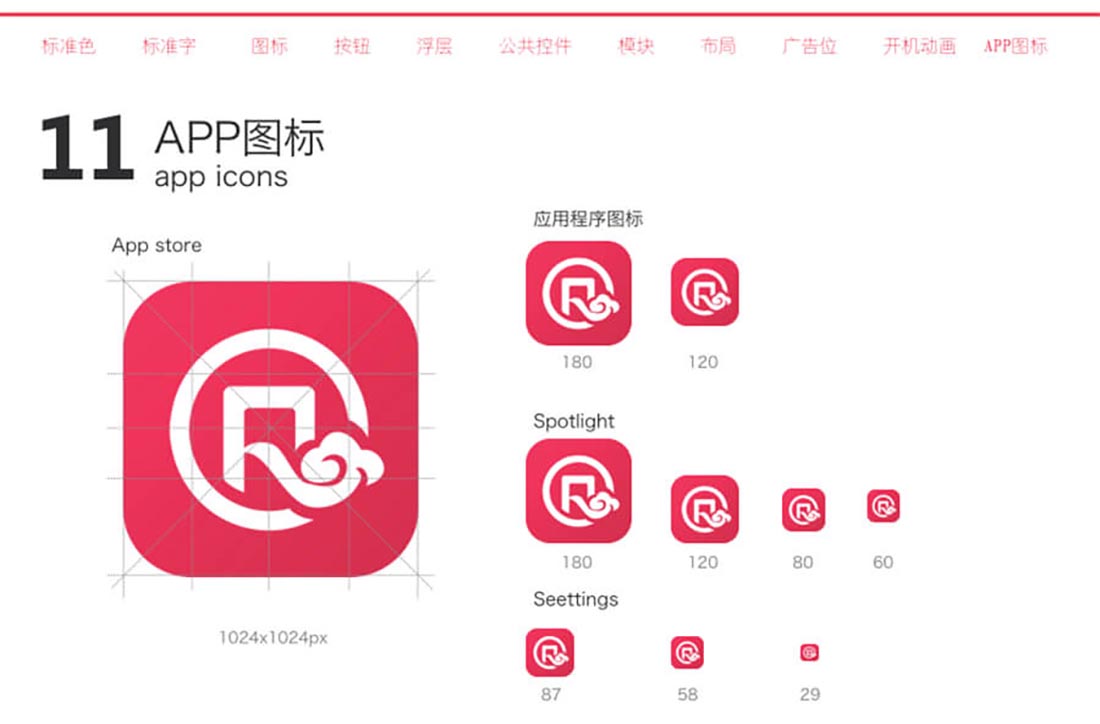 标准色 标准字 图标 按钮 浮层 公共控件 模块 布局 广告位 开机动画 APP图标
11 APP图标
app icons
App store
1024x1024px
应用程序图标
180 120
Spotlight
180 120 80 60
Seettings
87 58 29